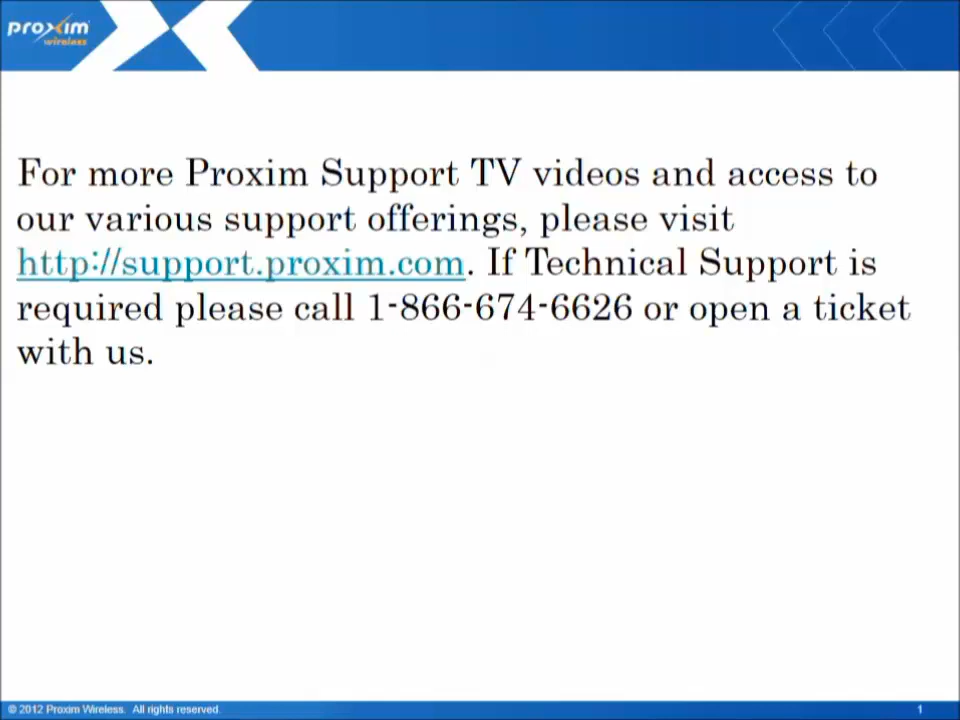 proxim
wireless
For more Proxim Support TV videos and access to
our various support offerings, please visit
http://support.proxim.com. If Technical Support is
required please call 1-866-674-6626 or open a ticket
with us.
© 2012 Proxim Wireless. All rights reserved.
1